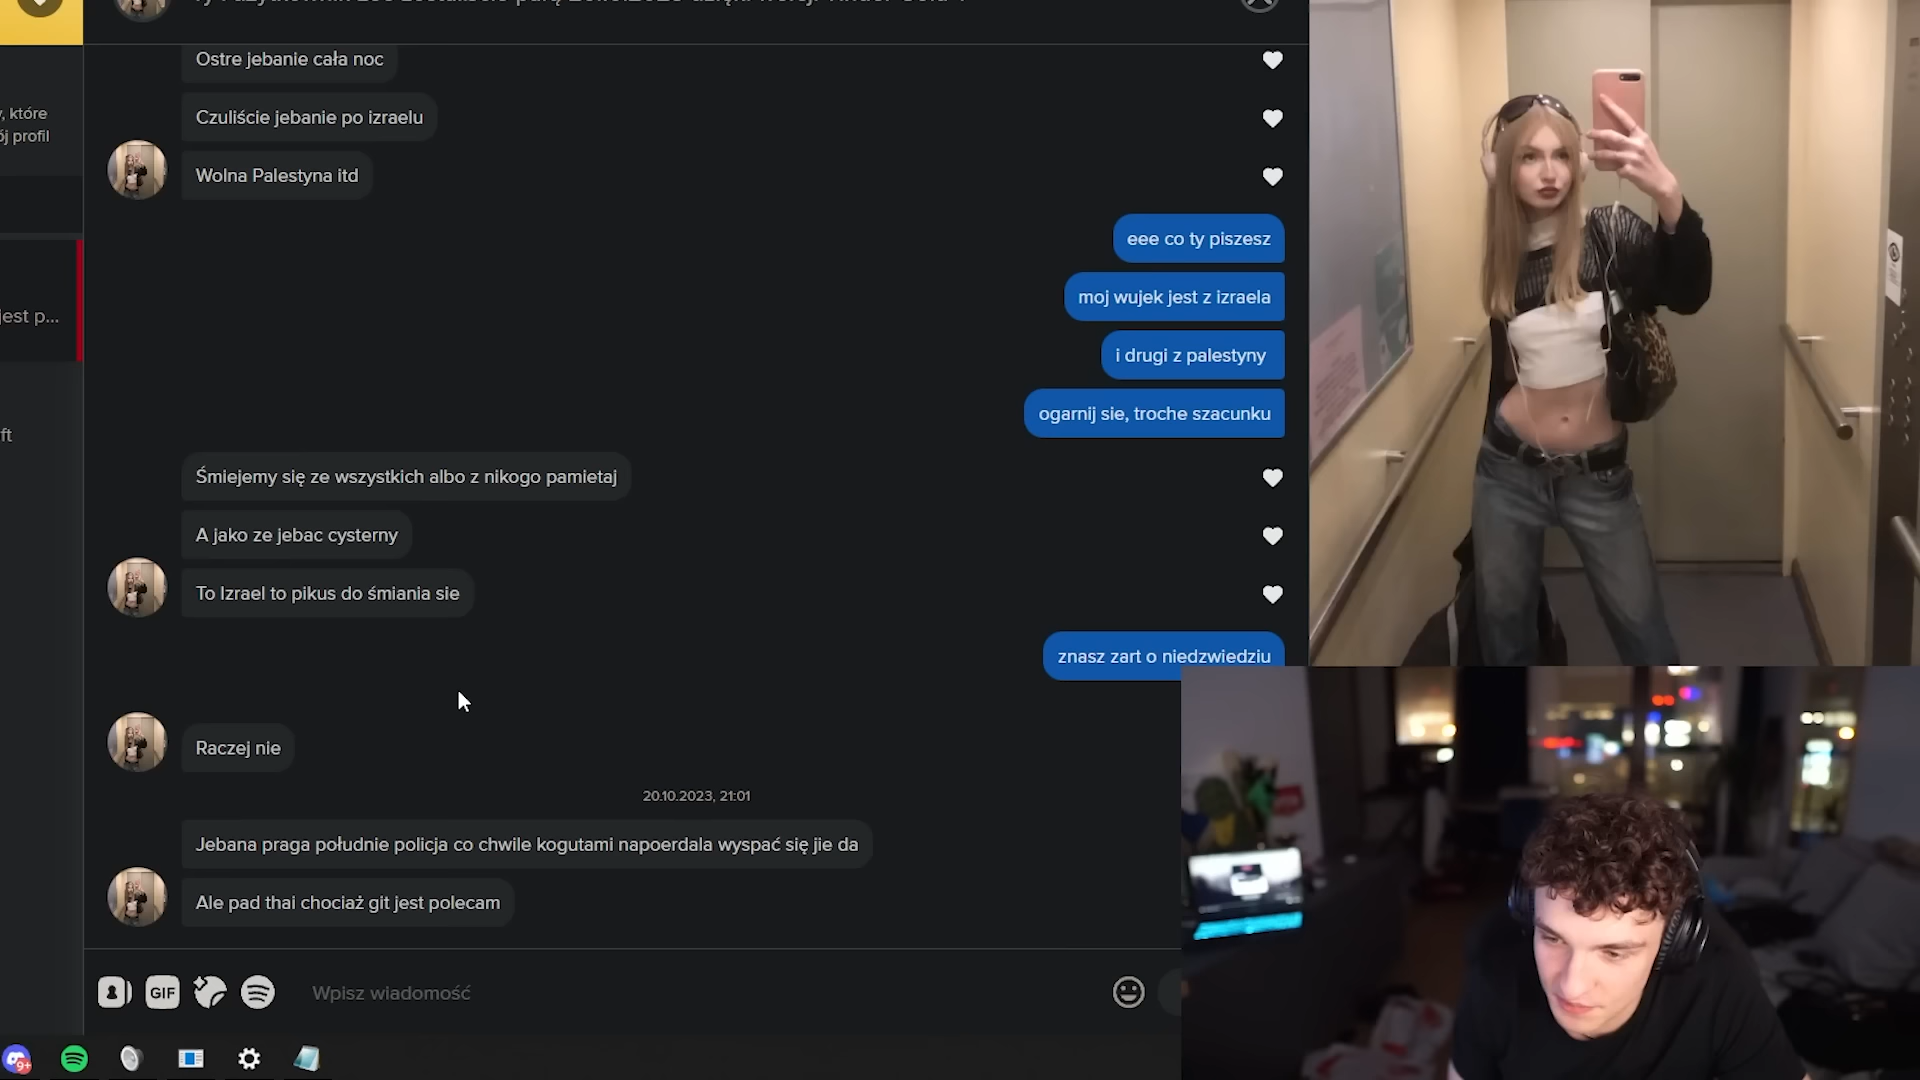 Ostre jebanie cała noc
, które
Czuliście jebanie po izraelu
ój profil
Wolna Palestyna itd
eee co ty piszesz
moj wujek jest z izraela
jest p...
i drugi z palestyny
ogarnij sie, troche szacunku
ft
Śmiejemy się ze wszystkich albo z nikogo pamietaj
A jako ze jebac cysterny
To Izrael to pikus do śmiania sie
znasz zart o niedzwiedziu
Raczej nie
20.10.2023, 21:01
Jebana praga południe policja co chwile kogutami napoerdala wyspać się jie da
Ale pad thai chociaż git jest polecam
GIF
Wpisz wiadomość
9+